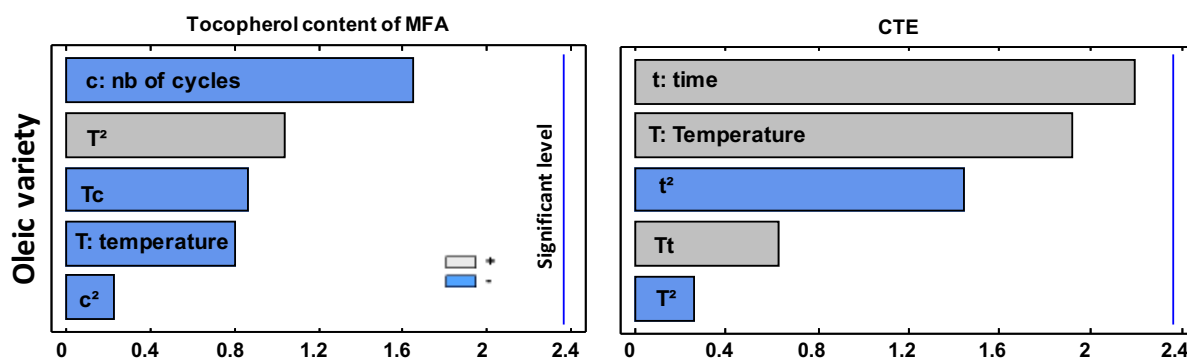 Tocopherol content of MFA
Oleic variety
c: nb of cycles
T²
Tc
T: temperature
c²
+
-
Significant level
0 0.4 0.8 1.2 1.6 2 2.4
CTE
t: time
T: Temperature
t²
Tt
T²
0 0.4 0.8 1.2 1.6 2 2.4